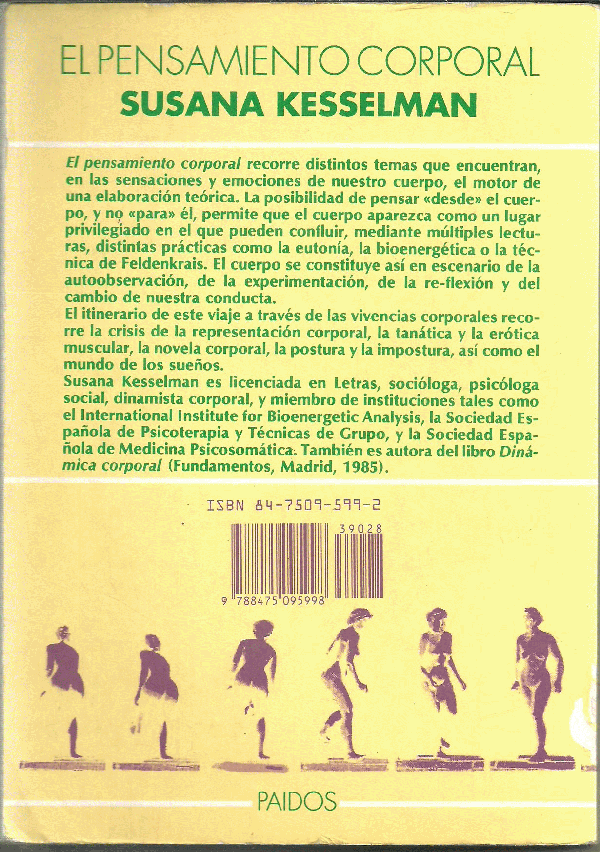 EL PENSAMIENTO CORPORAL
SUSANA KESSELMAN
El pensamiento corporal recorre distintos temas que encuentran,
en las sensaciones y emociones de nuestro cuerpo, el motor de
una elaboración teórica. La posibilidad de pensar «desde» el cuer-
po, y no «para» él, permite que el cuerpo aparezca como un lugar
privilegiado en el que pueden confluir, mediante múltiples lectu-
ras, distintas prácticas como la eutonía, la bioenergética o la téc-
nica de Feldenkrais. El cuerpo se constituye así en escenario de la
autoobservación, de la experimentación, de la re-flexión y del
cambio de nuestra conducta.
El itinerario de este viaje a través de las vivencias corporales reco-
rre la crisis de la representación corporal, la tanática y la erótica
muscular, la novela corporal, la postura y la impostura, así como el
mundo de los sueños.
Susana Kesselman es licenciada en Letras, socióloga, psicóloga
social, dinamista corporal, y miembro de instituciones tales como
el International Institute for Bioenergetic Analysis, la Sociedad Es-
pañola de Psicoterapia y Técnicas de Grupo, y la Sociedad Espa-
ñola de Medicina Psicosomática. También es autora del libro Diná-
mica corporal (Fundamentos, Madrid, 1985).
ISBN 84-7509-599-2
39028
9 788475 095998
PAIDOS